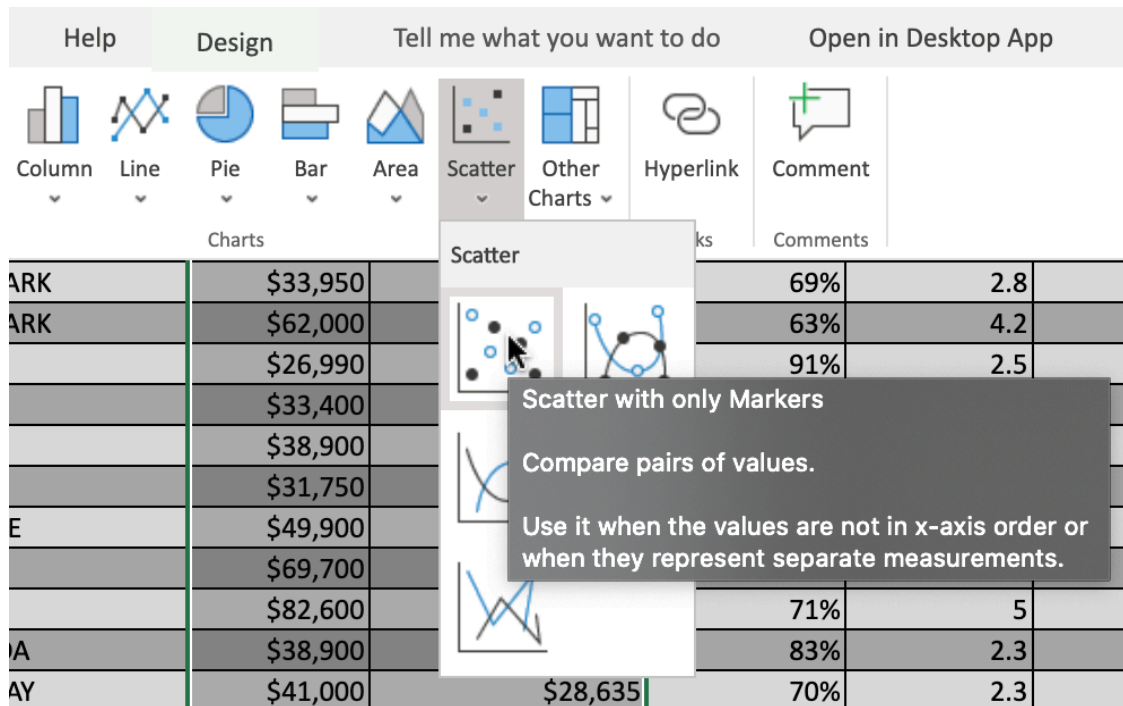 Help Design Tell me what you want to do Open in Desktop App
Column Line Pie Bar Area Scatter Other Charts Hyperlink Comment
Charts ks Comments
Scatter
ARK $33,950 69% 2.8
ARK $62,000 63% 4.2
$26,990 91% 2.5
Scatter with only Markers
$33,400
$38,900
Compare pairs of values.
$31,750
E $49,900
Use it when the values are not in x-axis order or
when they represent separate measurements.
$69,700
$82,600 71% 5
DA $38,900 83% 2.3
AY $41,000 $28,635 70% 2.3